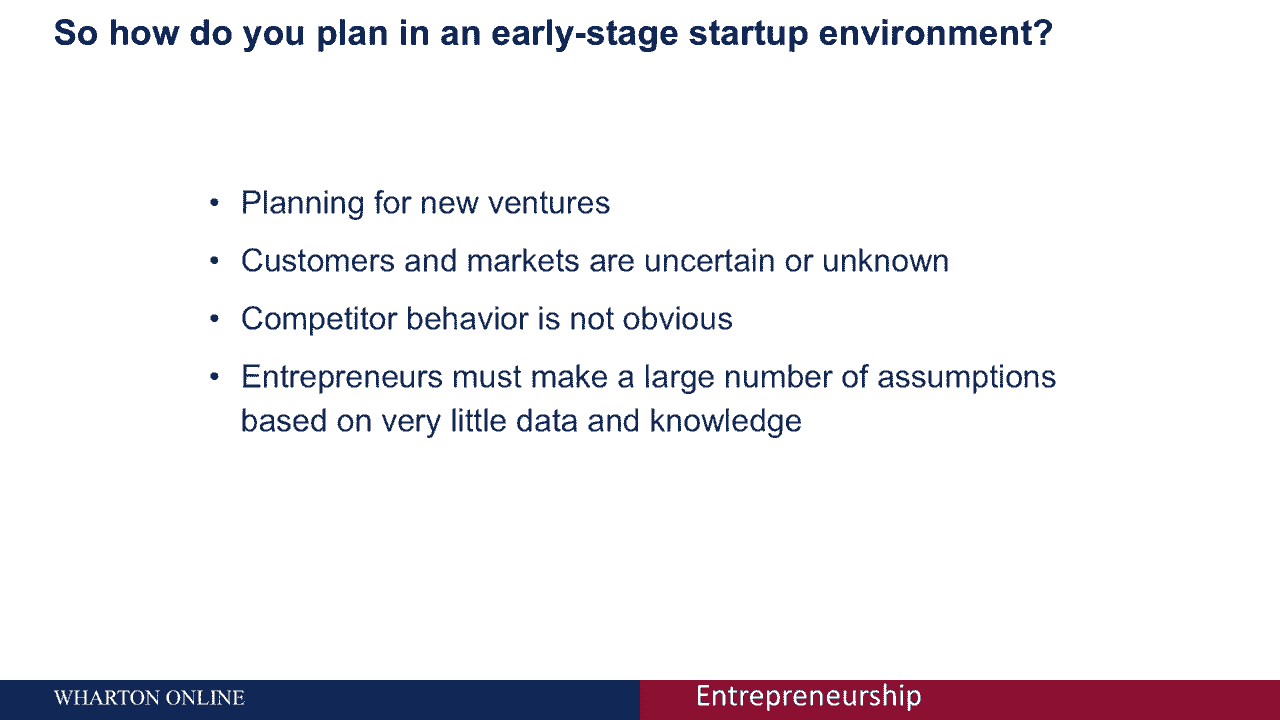 So how do you plan in an early-stage startup environment?
• Planning for new ventures
• Customers and markets are uncertain or unknown
• Competitor behavior is not obvious
• Entrepreneurs must make a large number of assumptions
based on very little data and knowledge
WHARTON ONLINE
Entrepreneurship